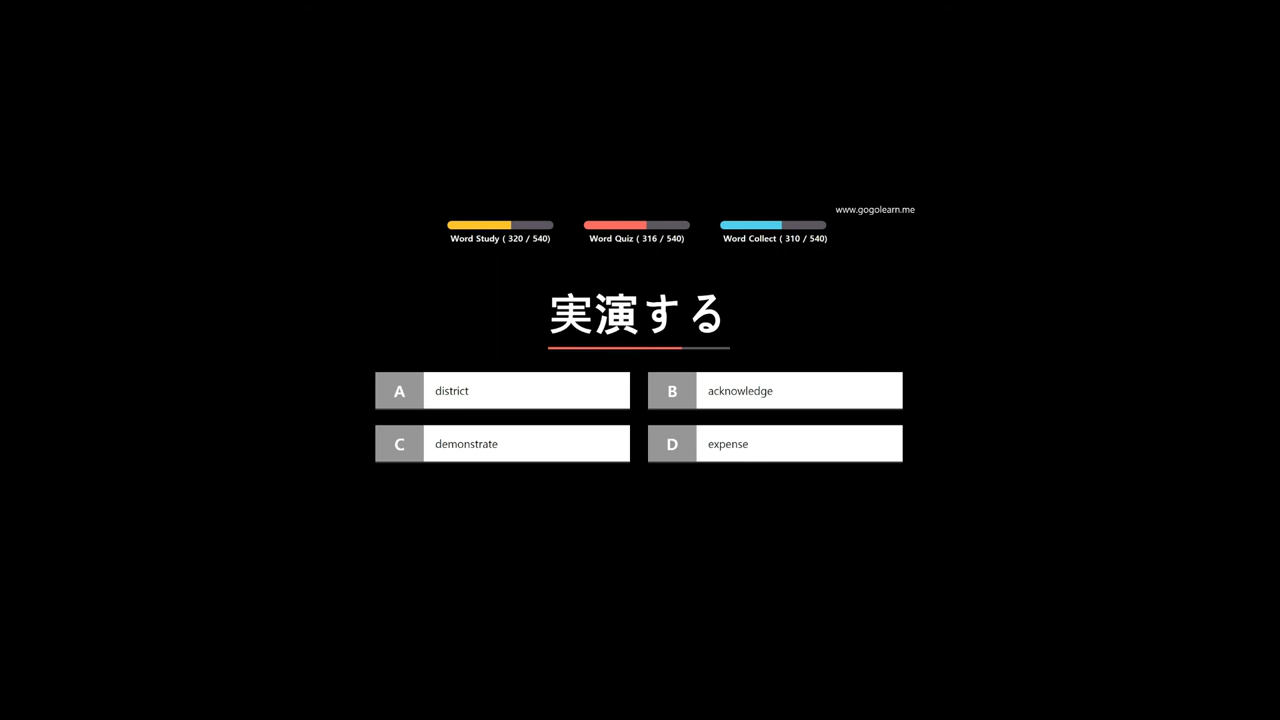 www.gogolearn.me
Word Study ( 320 / 540)
Word Quiz ( 316 / 540)
Word Collect ( 310 / 540)
実演する
A district
B acknowledge
C demonstrate
D expense